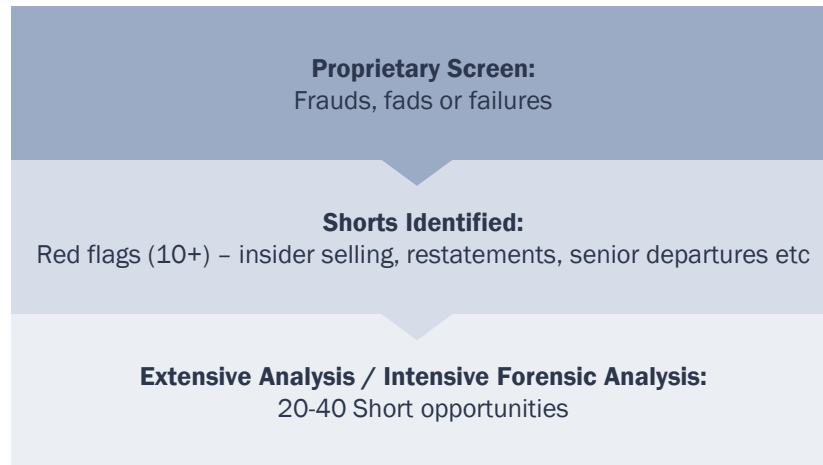 Proprietary Screen:
Frauds, fads or failures
Shorts Identified:
Red flags (10+) – insider selling, restatements, senior departures etc
Extensive Analysis / Intensive Forensic Analysis:
20-40 Short opportunities